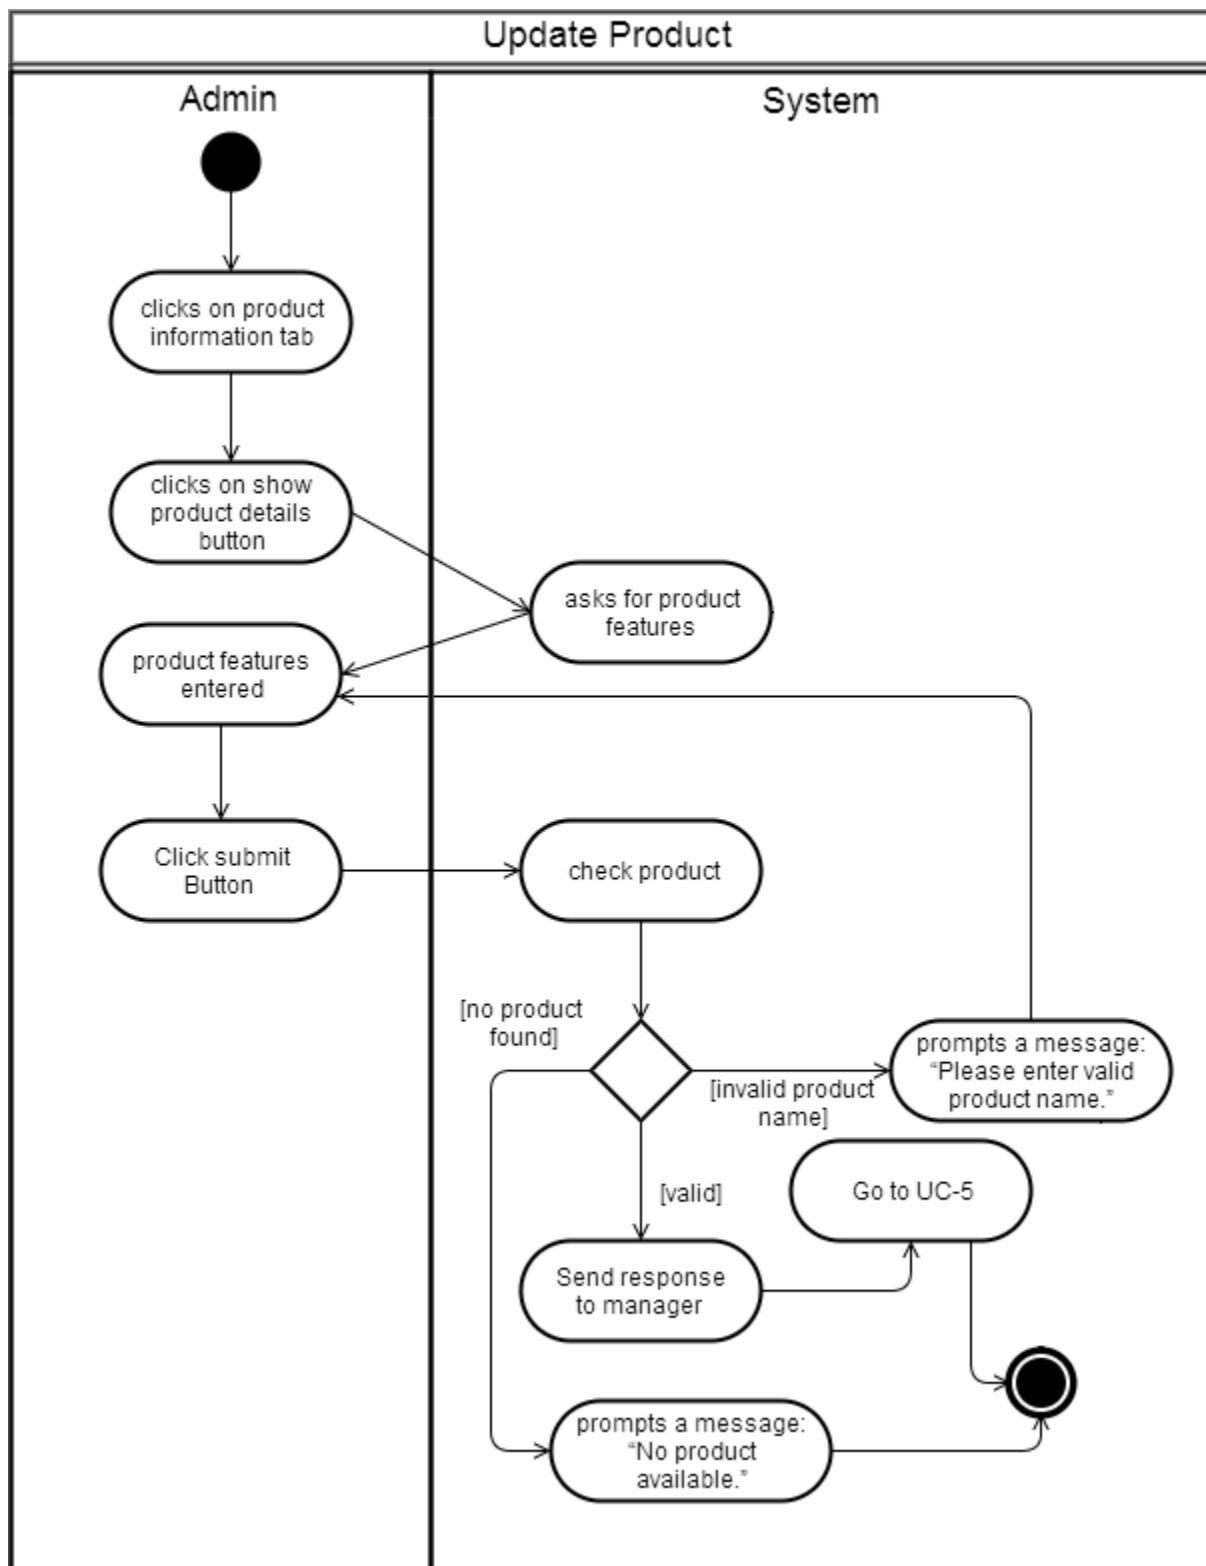 Update Product
Admin
System
clicks on product
information tab
clicks on show
product details
button
asks for product
features
product features
entered
Click submit
Button
check product
[no product
found]
[invalid product
name]
prompts a message:
“Please enter valid
product name.”
[valid]
Go to UC-5
Send response
to manager
prompts a message:
“No product
available.”